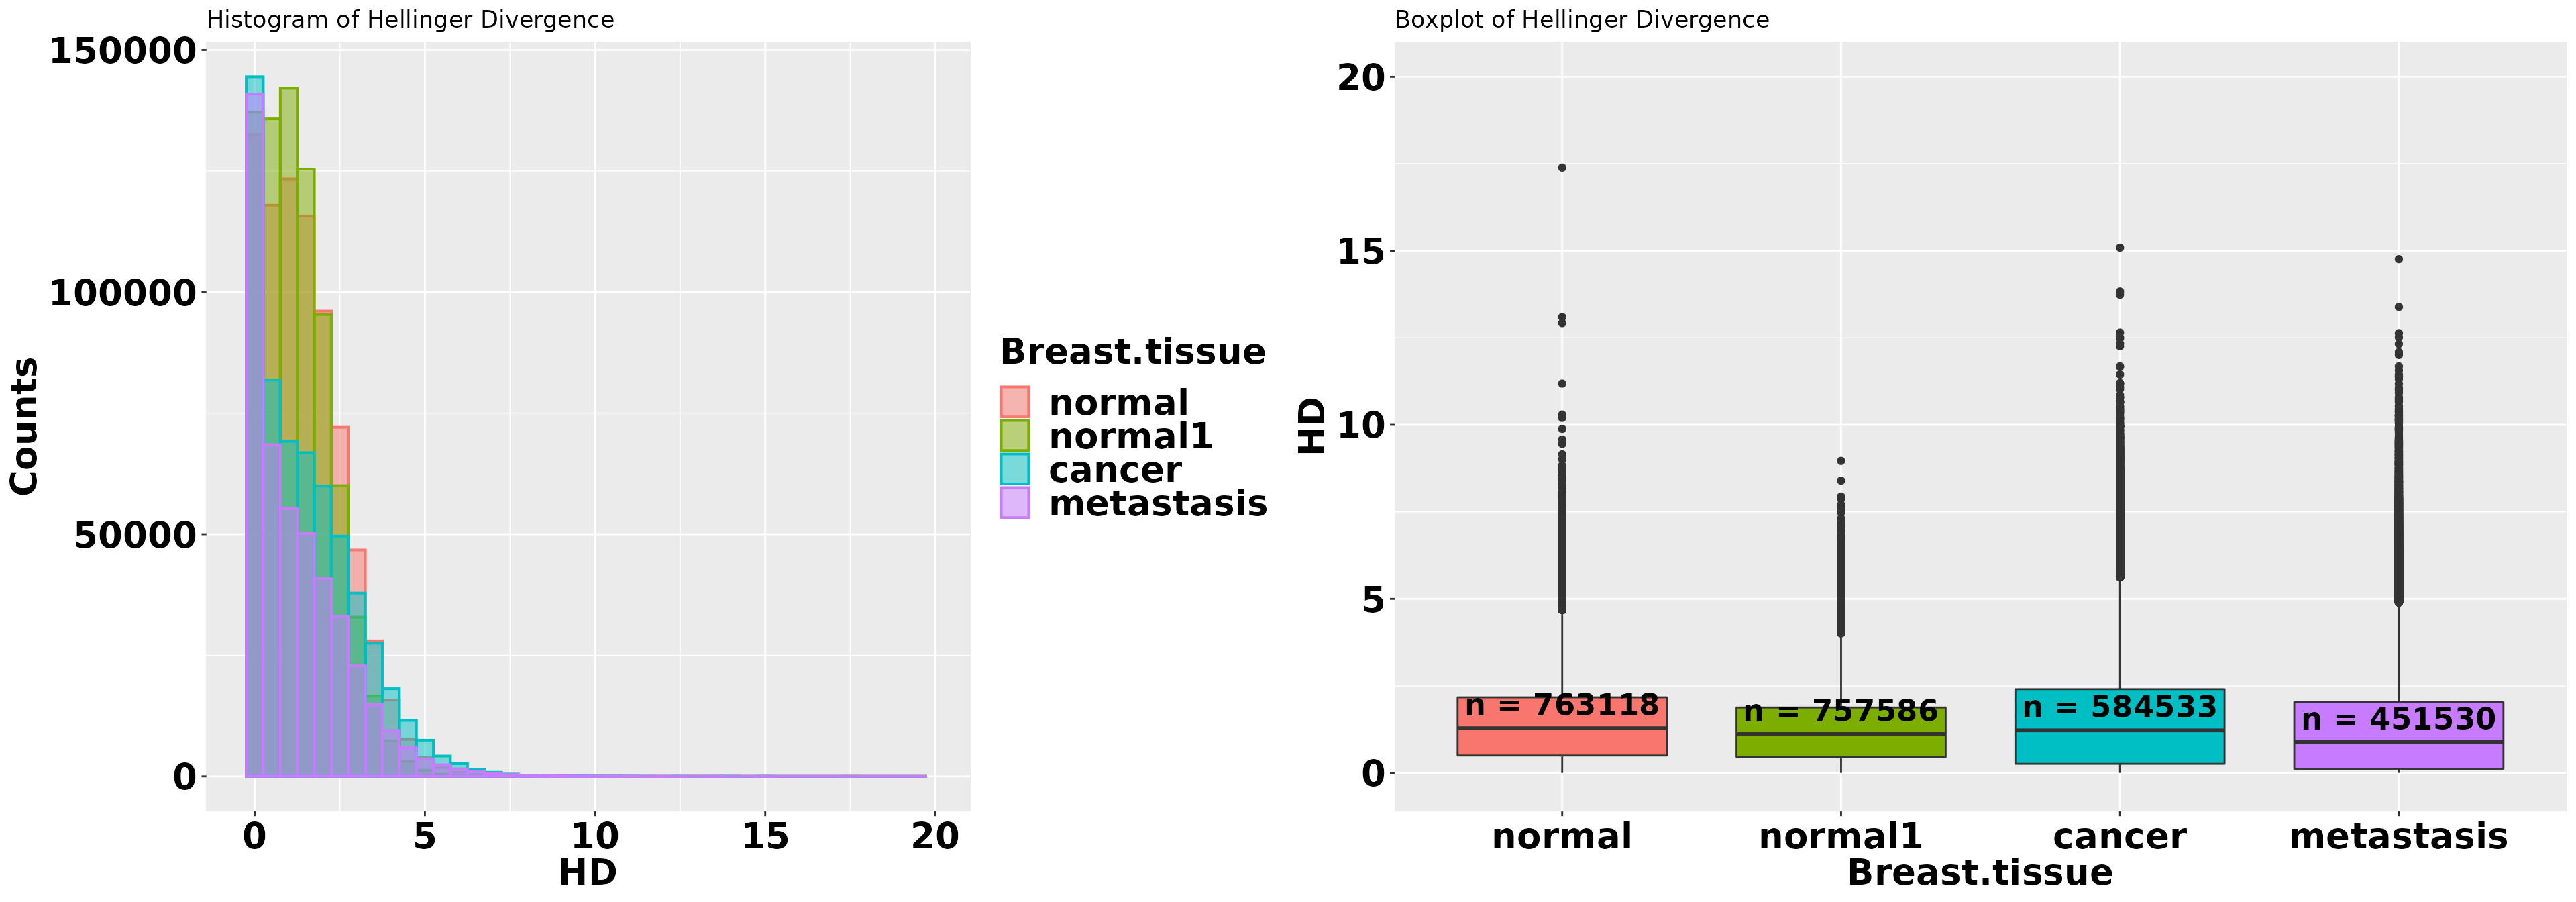 Histogram of Hellinger Divergence
150000
100000
50000
0
Counts
0 5 10 15 20
HD
Breast.tissue
normal
normal1
cancer
metastasis
Boxplot of Hellinger Divergence
20
15
10
5
0
HD
n = 763118
n = 757586
n = 584533
n = 451530
normal normal1 cancer metastasis
Breast.tissue